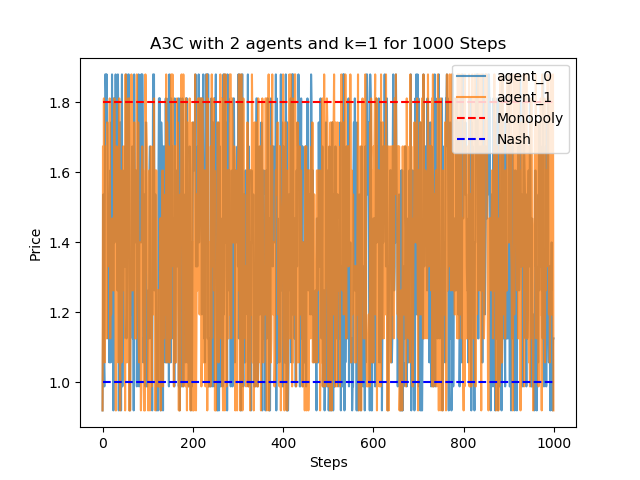 A3C with 2 agents and k=1 for 1000 Steps
agent_0
agent_1
Monopoly
Nash
Price
1.8
1.6
1.4
1.2
1.0
0
200
400
600
800
1000
Steps